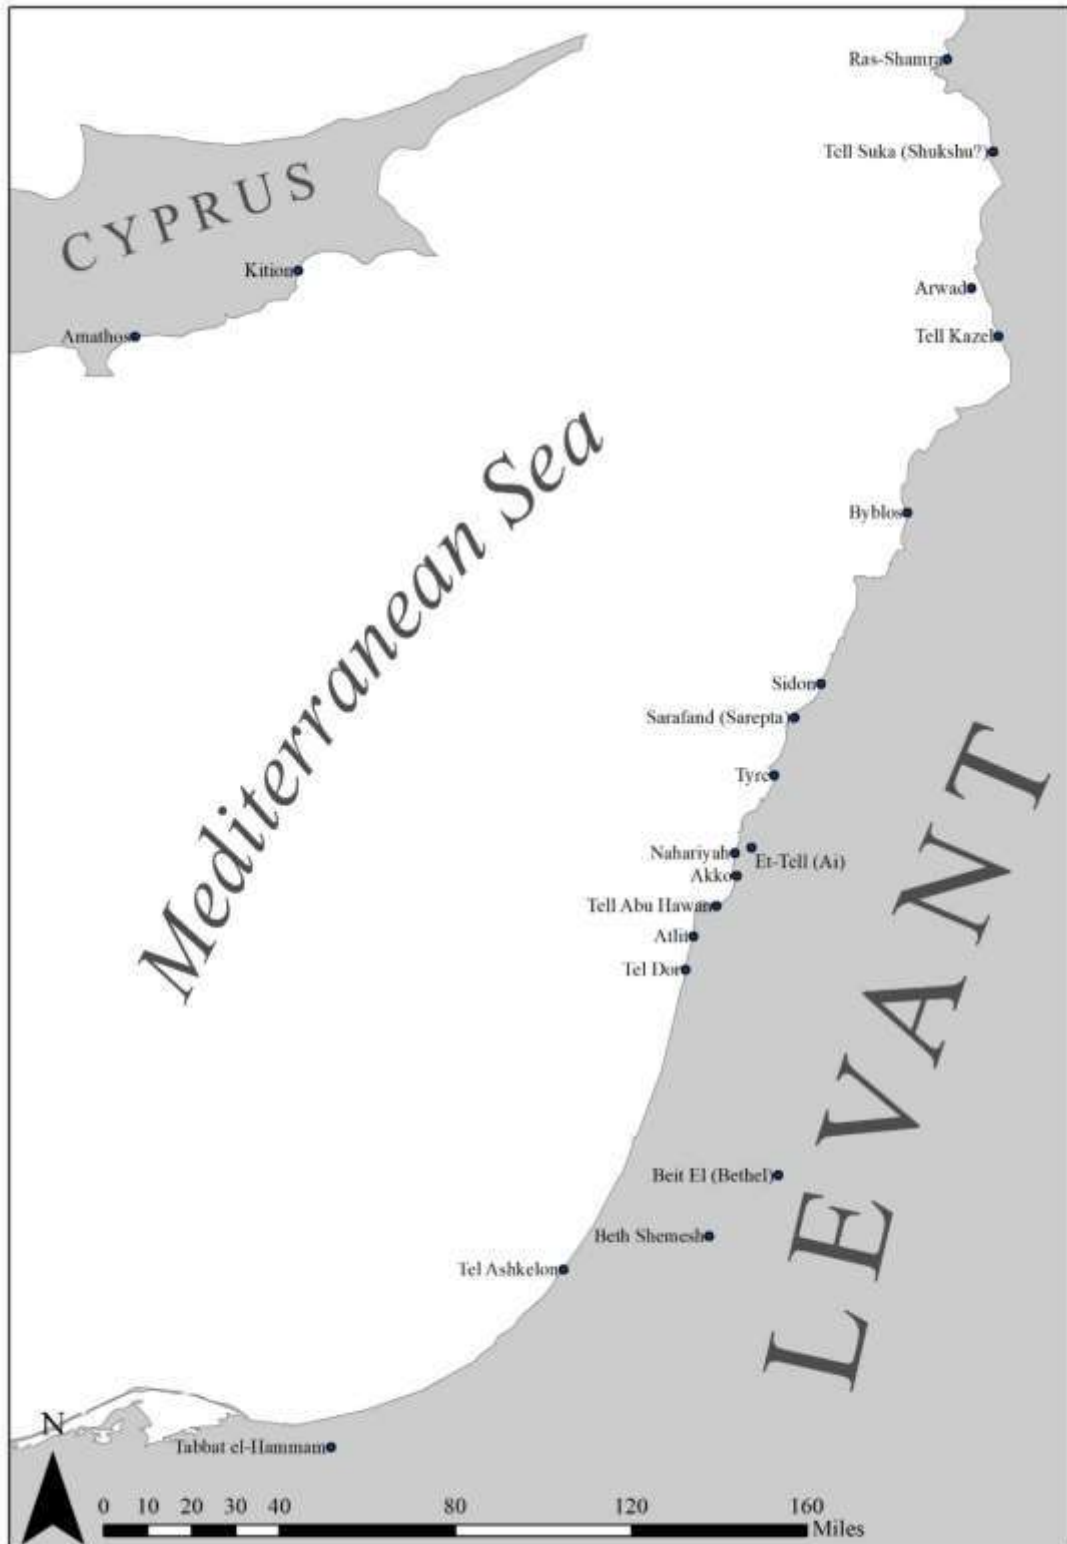 Ras-Shamra
Tell Suka (Shukshu?)
CYPRUS
Kition
Arwad
Amathos
Tell Kazel
Mediterranean Sea
Byblos
Sidon
Sarafand (Sarepta)
Tyre
Nahariyah
Et-Tell (Ai)
Akko
Tell Abu Hawan
Atlit
Tel Dor
LEVANT
Beit El (Bethel)
Beth Shemesh
Tel Ashkelon
N
Tabbat el-Hammam
0 10 20 30 40 80 120 160
Miles